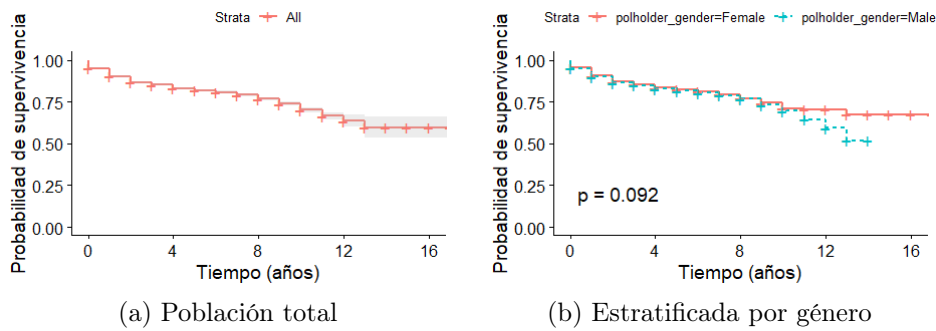 Strata All
Probabilidad de supervivencia
1.00
0.75
0.50
0.25
0.00
0 4 8 12 16
Tiempo (años)
(a) Población total
Strata polholder_gender=Female polholder_gender=Male
Probabilidad de supervivencia
1.00
0.75
0.50
0.25
0.00
p = 0.092
0 4 8 12 16
Tiempo (años)
(b) Estratificada por género